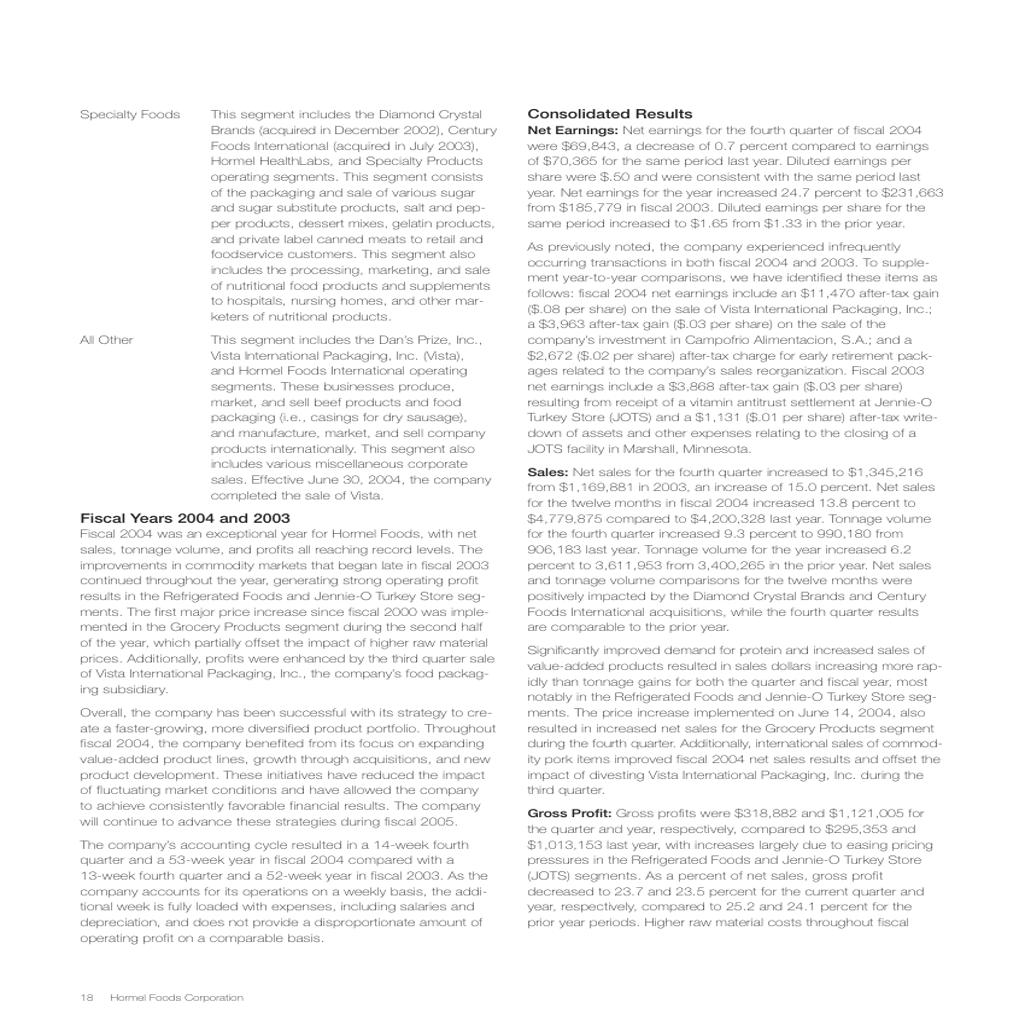 Specialty Foods This segment includes the Diamond Crystal
Brands (acquired in December 2002), Century
Foods International (acquired in July 2003),
Hormel HealthLabs, and Specialty Products
operating segments. This segment consists
of the packaging and sale of various sugar
and sugar substitute products, salt and pep-
per products, dessert mixes, gelatin products,
and private label canned meats to retail and
foodservice customers. This segment also
includes the processing, marketing, and sale
of nutritional food products and supplements
to hospitals, nursing homes, and other mar-
keters of nutritional products.
All Other This segment includes the Dan's Prize, Inc.,
Vista International Packaging, Inc. (Vista),
and Hormel Foods International operating
segments. These businesses produce,
market, and sell beef products and food
packaging (i.e., casings for dry sausage),
and manufacture, market, and sell company
products internationally. This segment also
includes various miscellaneous corporate
sales. Effective June 30, 2004, the company
completed the sale of Vista.
Fiscal Years 2004 and 2003
Fiscal 2004 was an exceptional year for Hormel Foods, with net
sales, tonnage volume, and profits all reaching record levels. The
improvements in commodity markets that began late in fiscal 2003
continued throughout the year, generating strong operating profit
results in the Refrigerated Foods and Jennie-O Turkey Store seg-
ments. The first major price increase since fiscal 2000 was imple-
mented in the Grocery Products segment during the second half
of the year, which partially offset the impact of higher raw material
prices. Additionally, profits were enhanced by the third quarter sale
of Vista International Packaging, Inc., the company's food packag-
ing subsidiary.
Overall, the company has been successful with its strategy to cre-
ate a faster-growing, more diversified product portfolio. Throughout
fiscal 2004, the company benefited from its focus on expanding
value-added product lines, growth through acquisitions, and new
product development. These initiatives have reduced the impact
of fluctuating market conditions and have allowed the company
to achieve consistently favorable financial results. The company
will continue to advance these strategies during fiscal 2005.
The company's accounting cycle resulted in a 14-week fourth
quarter and a 53-week year in fiscal 2004 compared with a
13-week fourth quarter and a 52-week year in fiscal 2003. As the
company accounts for its operations on a weekly basis, the addi-
tional week is fully loaded with expenses, including salaries and
depreciation, and does not provide a disproportionate amount of
operating profit on a comparable basis.
Consolidated Results
Net Earnings: Net earnings for the fourth quarter of fiscal 2004
were $69,843, a decrease of 0.7 percent compared to earnings
of $70,365 for the same period last year. Diluted earnings per
share were $.50 and were consistent with the same period last
year. Net earnings for the year increased 24.7 percent to $231,663
from $185,779 in fiscal 2003. Diluted earnings per share for the
same period increased to $1.65 from $1.33 in the prior year.
As previously noted, the company experienced infrequently
occurring transactions in both fiscal 2004 and 2003. To supple-
ment year-to-year comparisons, we have identified these items as
follows: fiscal 2004 net earnings include an $11,470 after-tax gain
($.08 per share) on the sale of Vista International Packaging, Inc.;
a $3,963 after-tax gain ($.03 per share) on the sale of the
company's investment in Campofrio Alimentacion, S.A.; and a
$2,672 ($.02 per share) after-tax charge for early retirement pack-
ages related to the company's sales reorganization. Fiscal 2003
net earnings include a $3,868 after-tax gain ($.03 per share)
resulting from receipt of a vitamin antitrust settlement at Jennie-O
Turkey Store (JOTS) and a $1,131 ($.01 per share) after-tax write-
down of assets and other expenses relating to the closing of a
JOTS facility in Marshall, Minnesota.
Sales: Net sales for the fourth quarter increased to $1,345,216
from $1,169,881 in 2003, an increase of 15.0 percent. Net sales
for the twelve months in fiscal 2004 increased 13.8 percent to
$4,779,875 compared to $4,200,328 last year. Tonnage volume
for the fourth quarter increased 9.3 percent to 990,180 from
906,183 last year. Tonnage volume for the year increased 6.2
percent to 3,611,953 from 3,400,265 in the prior year. Net sales
and tonnage volume comparisons for the twelve months were
positively impacted by the Diamond Crystal Brands and Century
Foods International acquisitions, while the fourth quarter results
are comparable to the prior year.
Significantly improved demand for protein and increased sales of
value-added products resulted in sales dollars increasing more rap-
idly than tonnage gains for both the quarter and fiscal year, most
notably in the Refrigerated Foods and Jennie-O Turkey Store seg-
ments. The price increase implemented on June 14, 2004, also
resulted in increased net sales for the Grocery Products segment
during the fourth quarter. Additionally, international sales of commod-
ity pork items improved fiscal 2004 net sales results and offset the
impact of divesting Vista International Packaging, Inc. during the
third quarter.
Gross Profit: Gross profits were $318,882 and $1,121,005 for
the quarter and year, respectively, compared to $295,353 and
$1,013,153 last year, with increases largely due to easing pricing
pressures in the Refrigerated Foods and Jennie-O Turkey Store
(JOTS) segments. As a percent of net sales, gross profit
decreased to 23.7 and 23.5 percent for the current quarter and
year, respectively, compared to 25.2 and 24.1 percent for the
prior year periods. Higher raw material costs throughout fiscal
18 Hormel Foods Corporation